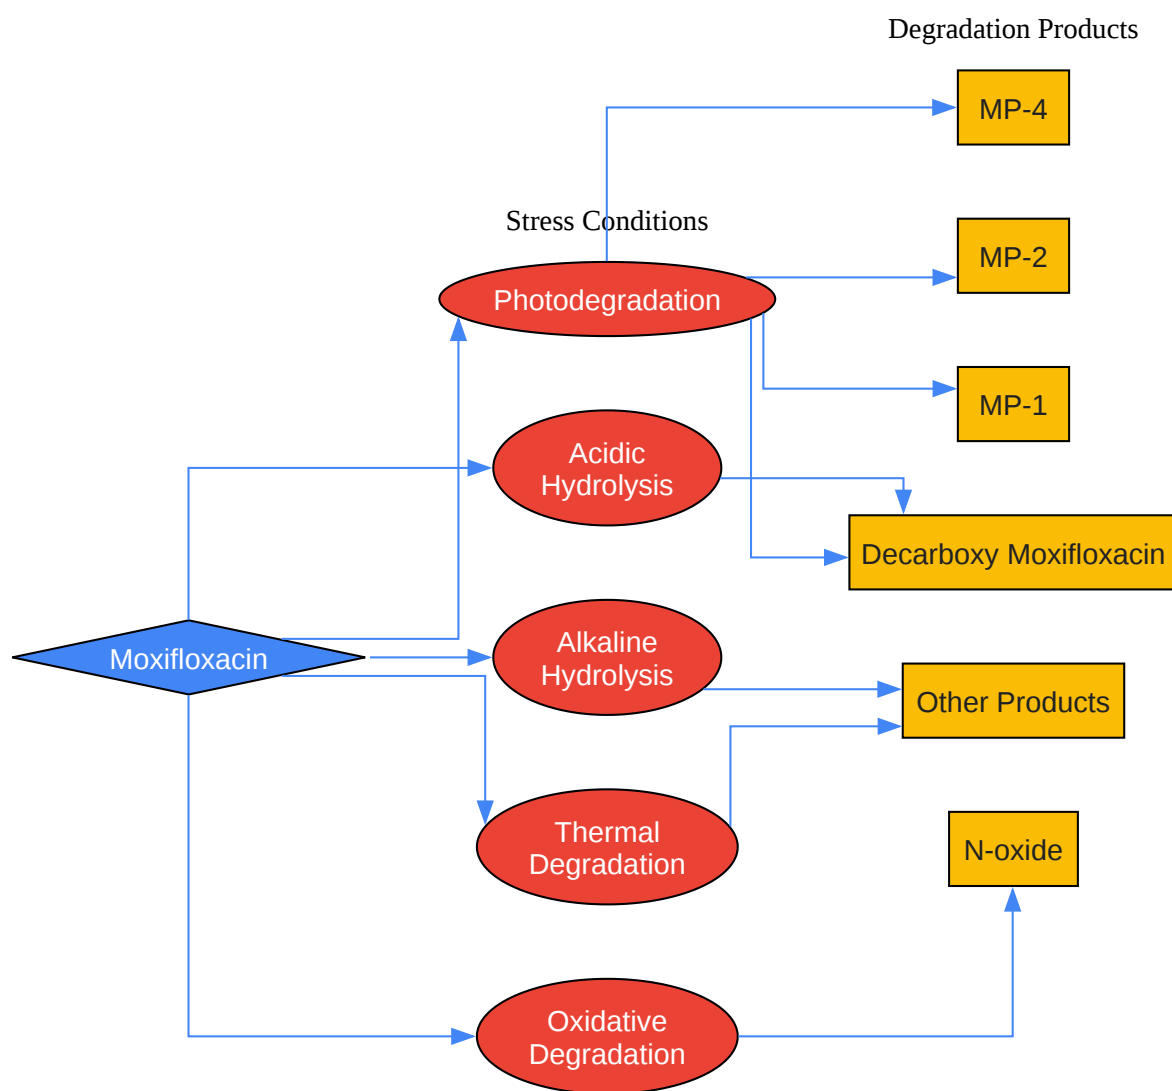 Degradation Products
MP-4
Stress Conditions
MP-2
Photodegradation
MP-1
Acidic
Hydrolysis
Decarboxy Moxifloxacin
Alkaline
Hydrolysis
Moxifloxacin
Other Products
Thermal
Degradation
N-oxide
Oxidative
Degradation